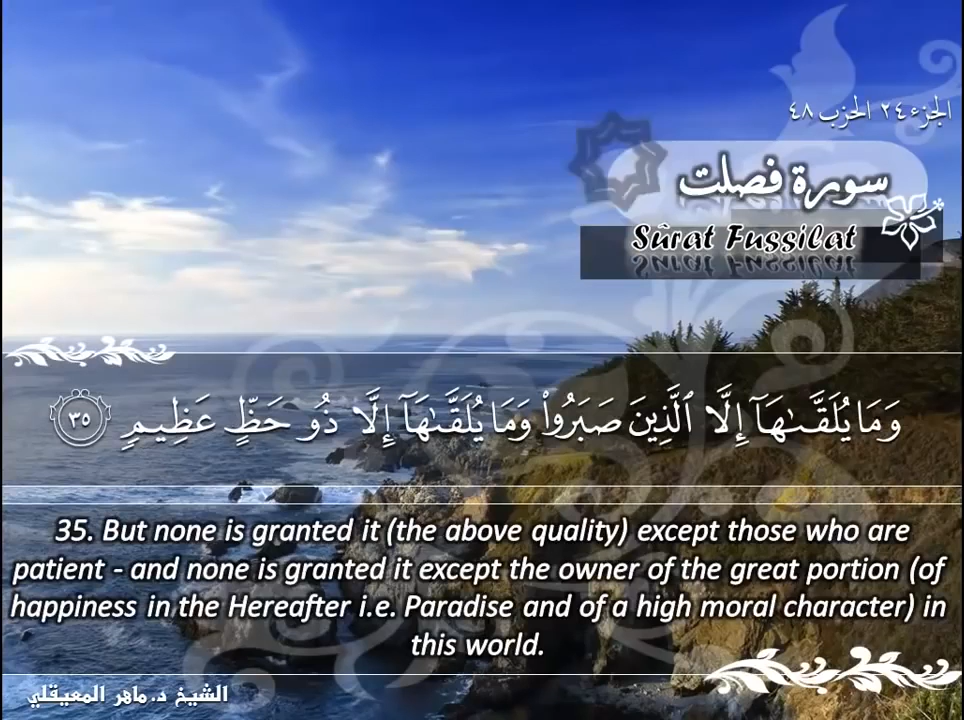 الجزء ٢٤ الحزب ٤٨
سورة فصلت
Sûrat Fussilat
وَمَا يُلَقَّىٰهَآ إِلَّا ٱلَّذِينَ صَبَرُوا۟ وَمَا يُلَقَّىٰهَآ إِلَّا ذُو حَظٍّ عَظِيمٍ ٣٥
35. But none is granted it (the above quality) except those who are
patient - and none is granted it except the owner of the great portion (of
happiness in the Hereafter i.e. Paradise and of a high moral character) in
this world.
الشيخ د. ماهر المعيقلي